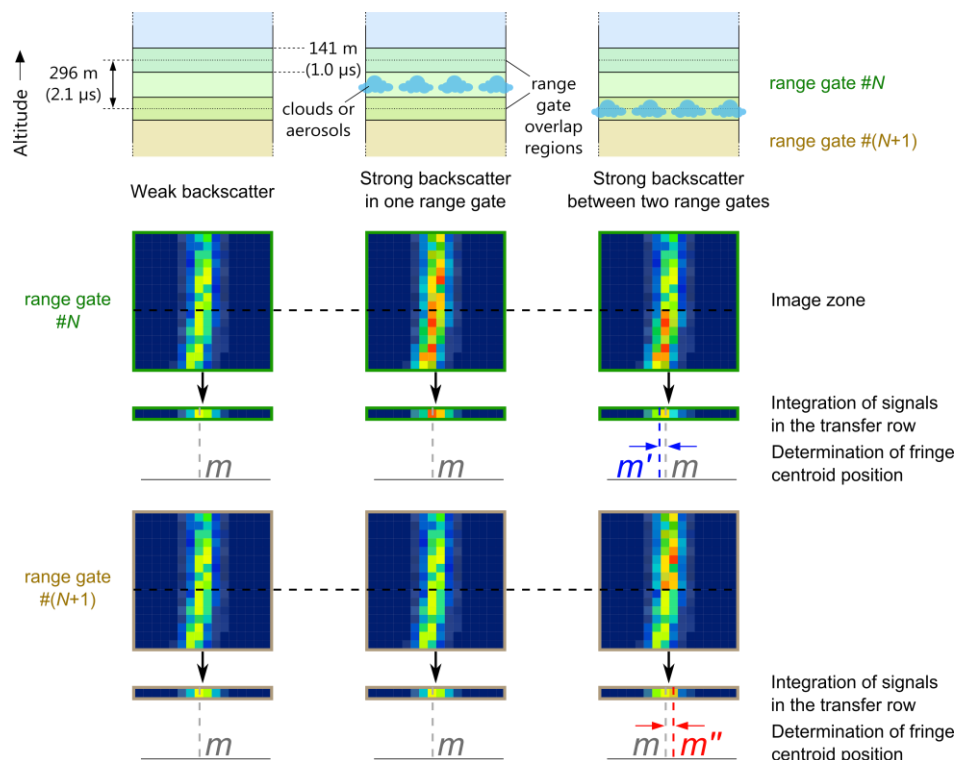 Altitude
296 m
(2.1 µs)
141 m
(1.0 µs)
clouds or
aerosols
range
gate
overlap
regions
range gate #N
range gate #(N+1)
Weak backscatter
Strong backscatter
in one range gate
Strong backscatter
between two range gates
range gate
#N
Image zone
Integration of signals
in the transfer row
Determination of fringe
centroid position
m
m
m' m
range gate
#(N+1)
Integration of signals
in the transfer row
Determination of fringe
centroid position
m
m
m m"